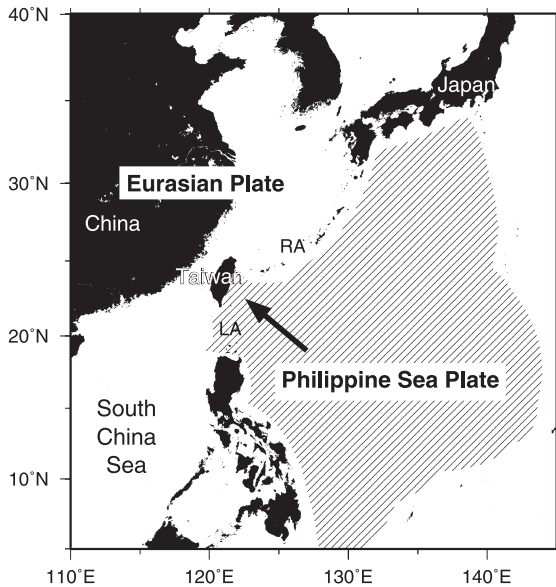 40°N
Japan
30°N
Eurasian Plate
China
RA
Taiwan
20°N
LA
Philippine Sea Plate
South
China
Sea
10°N
110°E
120°E
130°E
140°E